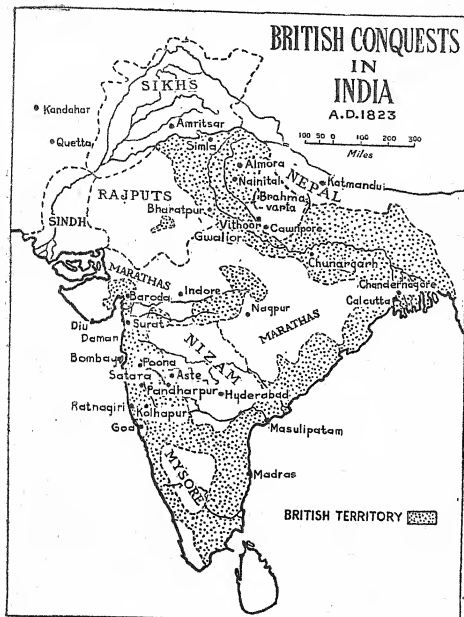 BRITISH CONQUESTS
IN
INDIA
A.D.1823
100 50 0 100 200 300
Miles
SIKHS
Kandahar
Amritsar
Quetta
Simla
Almora
Nainital
NEPAL
Katmandu
Brahma-
varta
RAJPUTS
Bharatpur
SINDH
Vithoor
Cawnpore
Gwalior
Chunargarh
MARATHAS
Chandernagore
Baroda
Indore
Calcutta
Nagpur
MARATHAS
Diu
Surat
Daman
NIZAM
Bombay
Poona
Satara
Aste
Pandharpur
Hyderabad
Ratnagiri
Kolhapur
Masulipatam
Goa
MYSORE
Madras
BRITISH TERRITORY